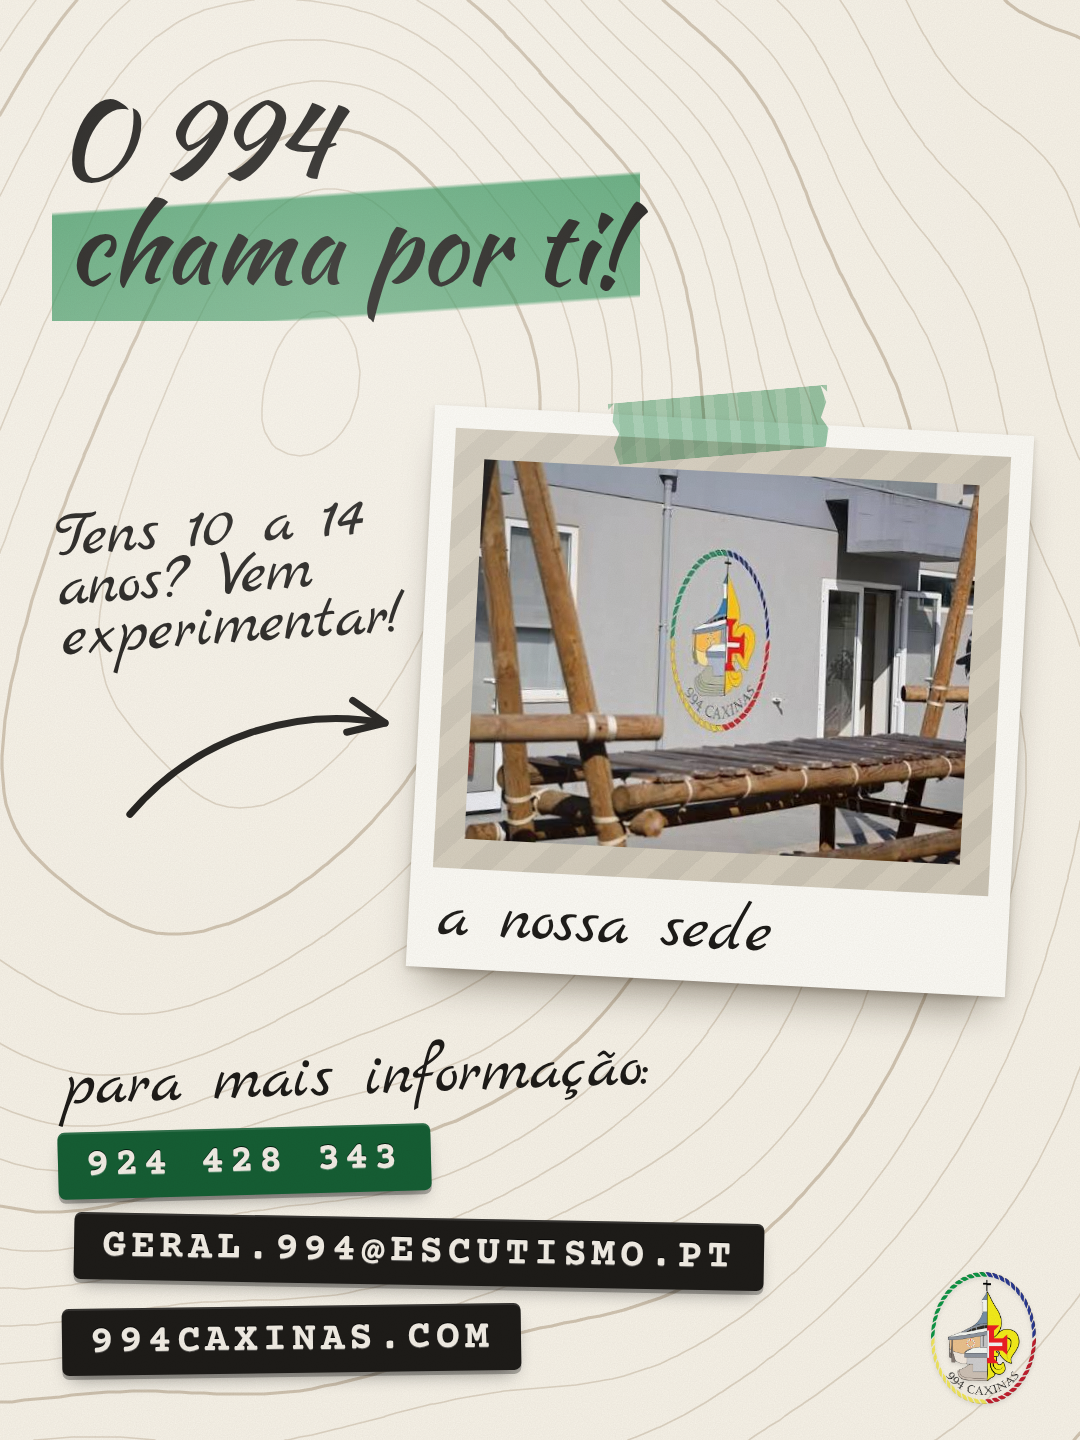 O 994
chama por ti!
Tens 10 a 14
anos? Vem
experimentar!
994 CAXINAS
a nossa sede
para mais informação:
924 428 343
GERAL.994@ESCUTISMO.PT
994CAXINAS.COM
994 CAXINAS